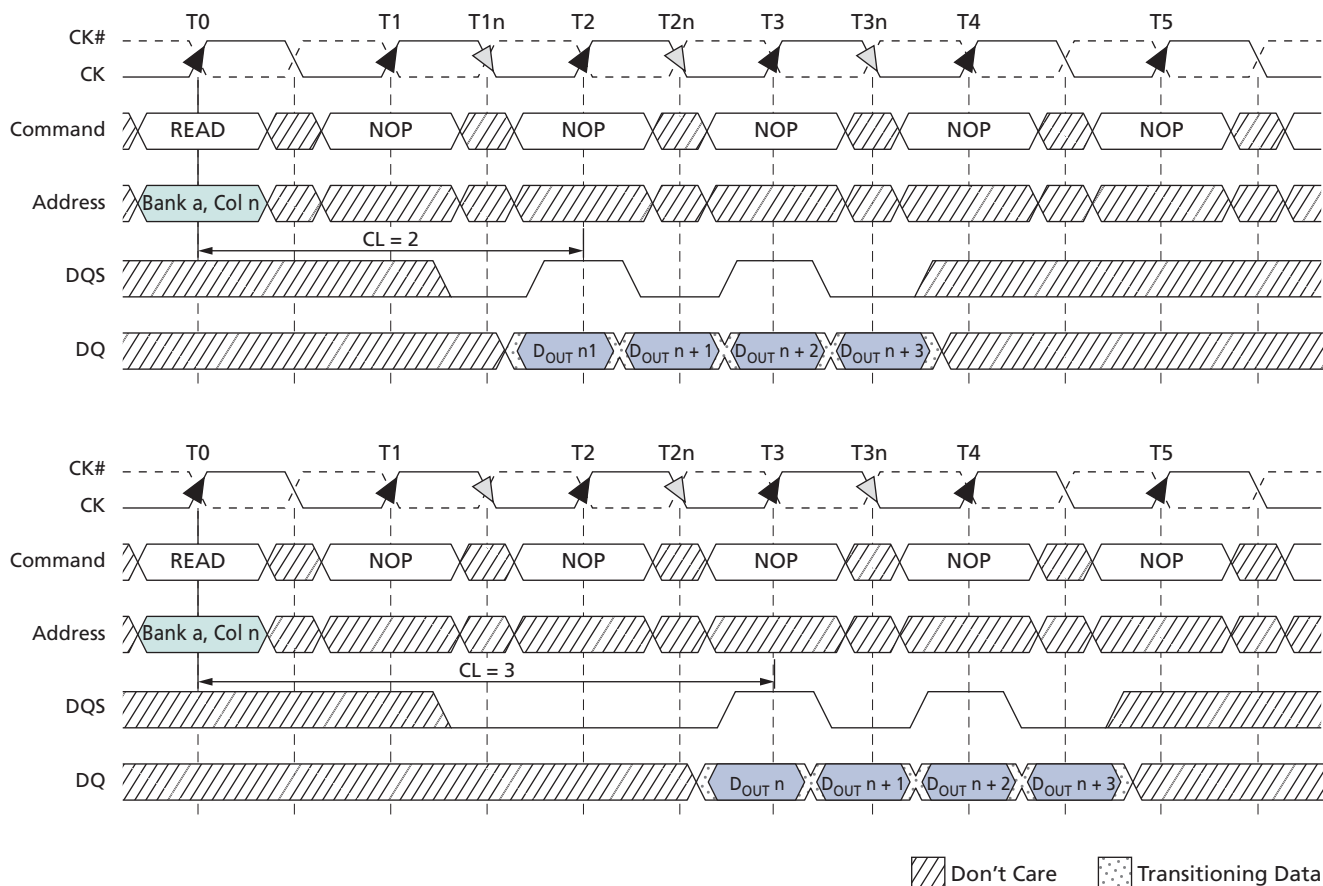 T0 T1 T1n T2 T2n T3 T3n T4 T5
CK#
CK
Command READ NOP NOP NOP NOP NOP
Address Bank a, Col n
CL = 2
DQS
DQ DOUT n1 DOUT n + 1 DOUT n + 2 DOUT n + 3
T0 T1 T2 T2n T3 T3n T4 T5
CK#
CK
Command READ NOP NOP NOP NOP NOP
Address Bank a, Col n
CL = 3
DQS
DQ DOUT n DOUT n + 1 DOUT n + 2 DOUT n + 3
Don't Care Transitioning Data